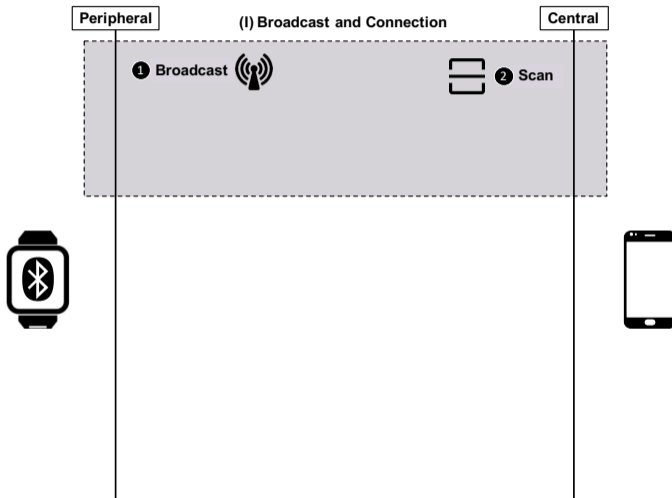 Peripheral
(I) Broadcast and Connection
Central
1 Broadcast
2 Scan